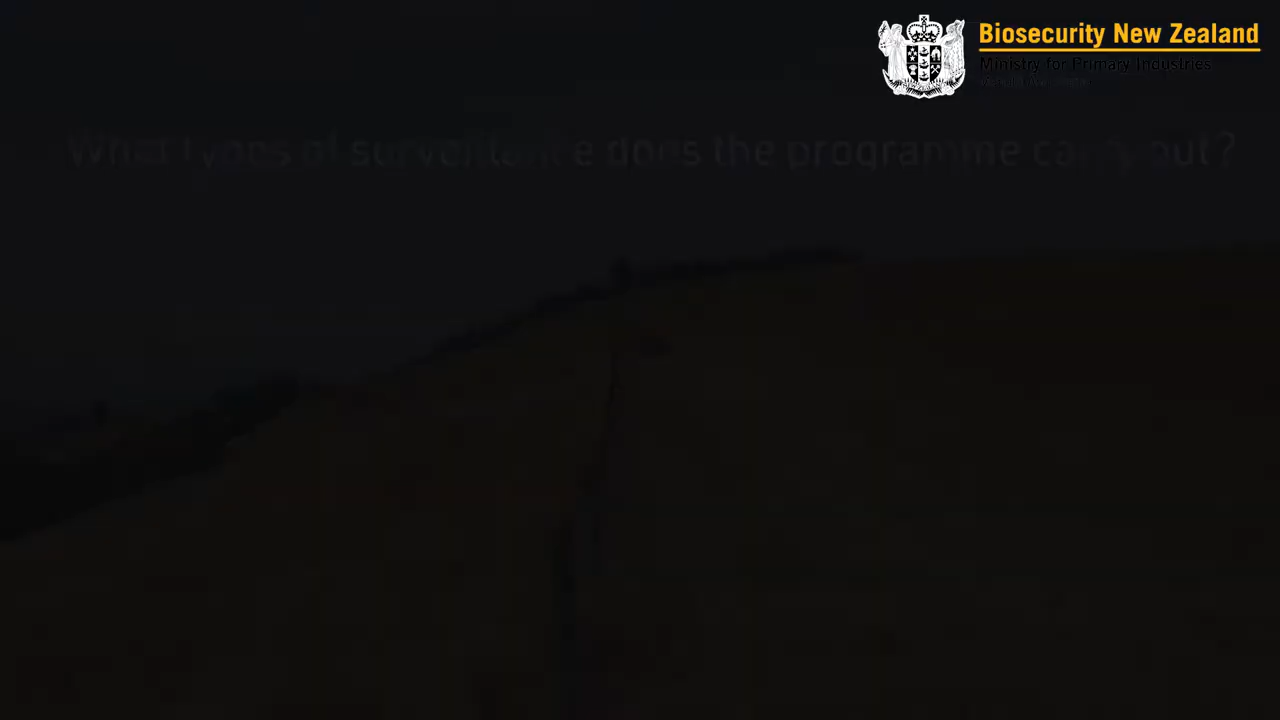 Biosecurity New Zealand
Ministry for Primary Industries
What types of surveillance does the programme carry out?